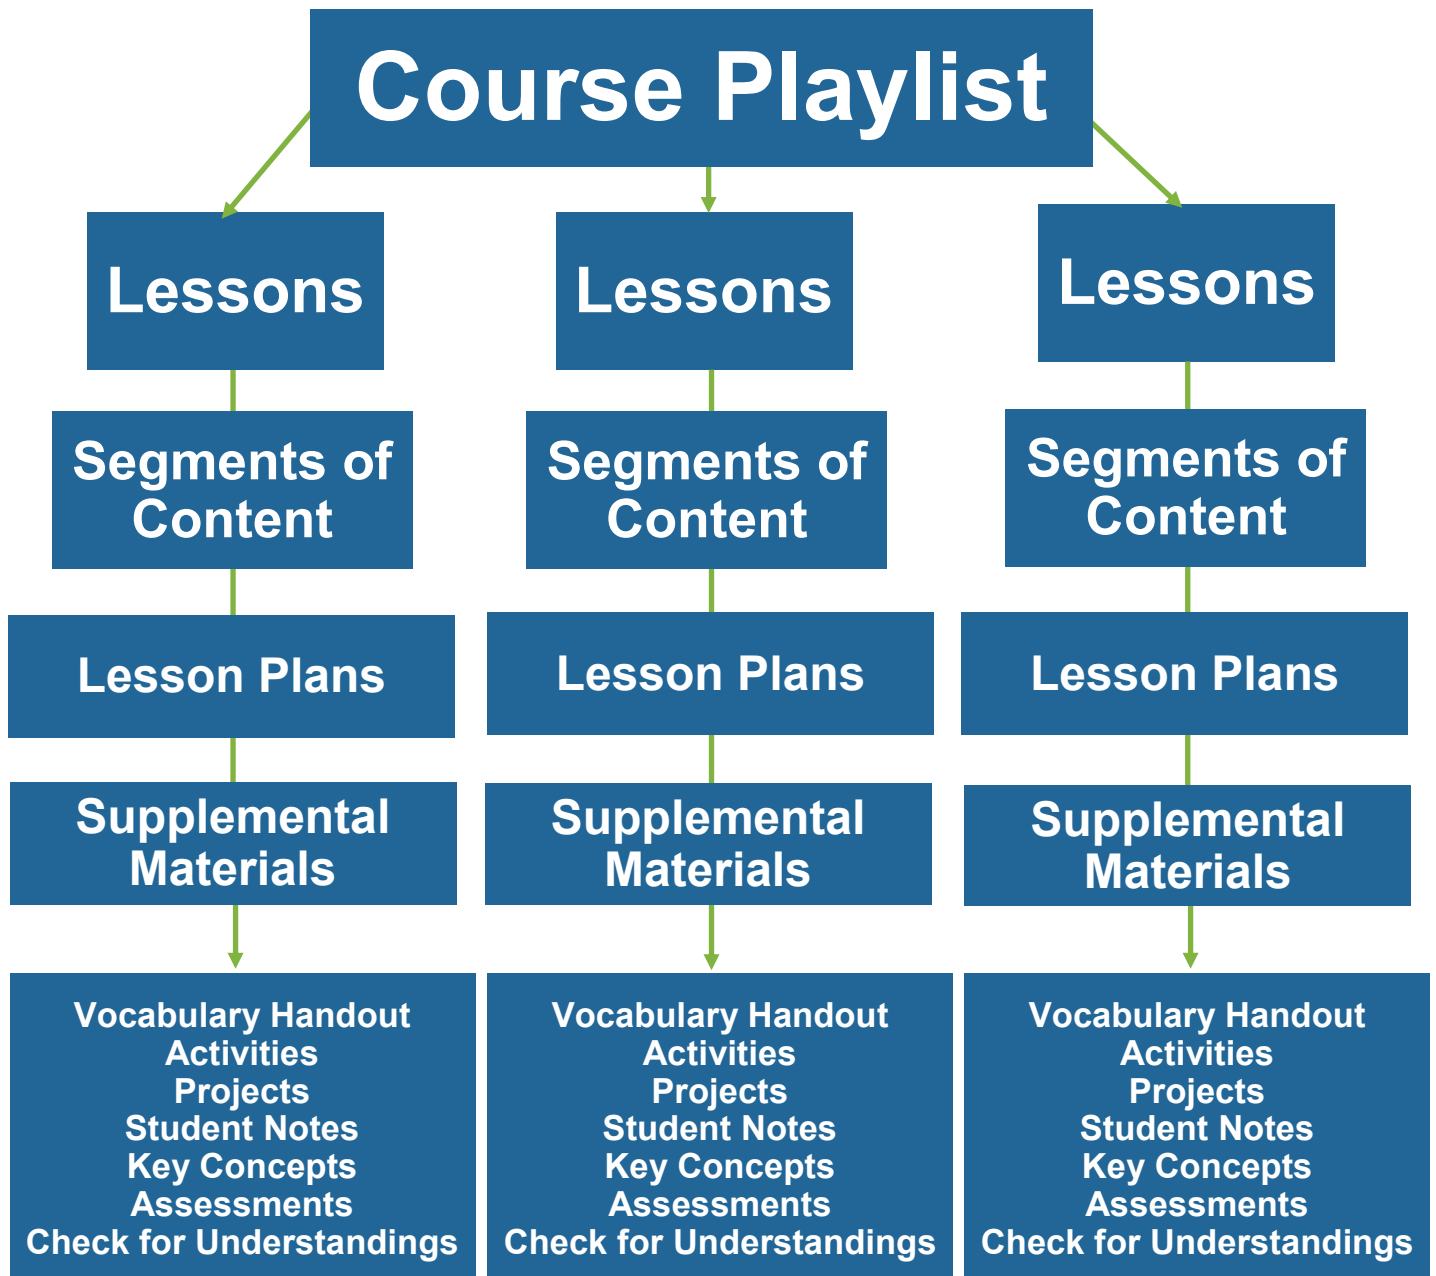 Course Playlist
Lessons
Segments of
Content
Lesson Plans
Supplemental
Materials
Vocabulary Handout
Activities
Projects
Student Notes
Key Concepts
Assessments
Check for Understandings
Lessons
Segments of
Content
Lesson Plans
Supplemental
Materials
Vocabulary Handout
Activities
Projects
Student Notes
Key Concepts
Assessments
Check for Understandings
Lessons
Segments of
Content
Lesson Plans
Supplemental
Materials
Vocabulary Handout
Activities
Projects
Student Notes
Key Concepts
Assessments
Check for Understandings